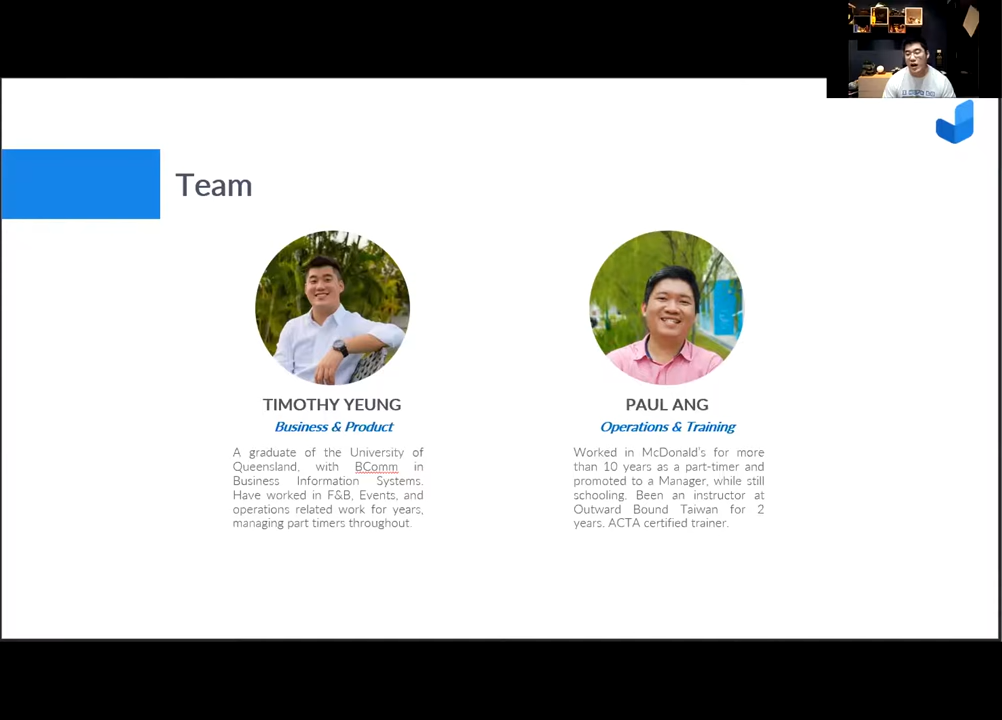 Team
TIMOTHY YEUNG
Business & Product
A graduate of the University of
Queensland, with BComm in
Business Information Systems.
Have worked in F&B, Events, and
operations related work for years,
managing part timers throughout.
PAUL ANG
Operations & Training
Worked in McDonald's for more
than 10 years as a part-timer and
promoted to a Manager, while still
schooling. Been an instructor at
Outward Bound Taiwan for 2
years. ACTA certified trainer.